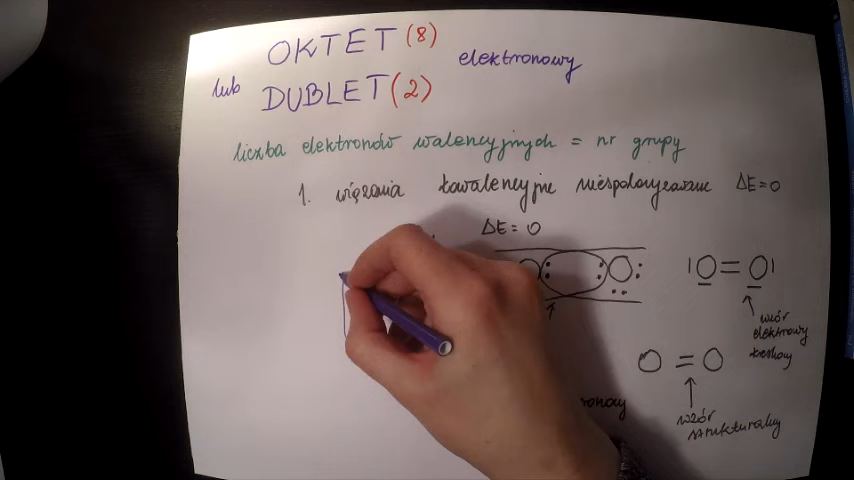 OKTET (8)
lub
DUBLET (2)
elektronowy
liczba elektronów walencyjnych = nr grupy
1. wiązania kowalencyjne niespolaryzowane ΔE=0
ΔE = 0
O = O
wzór
elektronowy
kreskowy
O = O
wzór
strukturalny